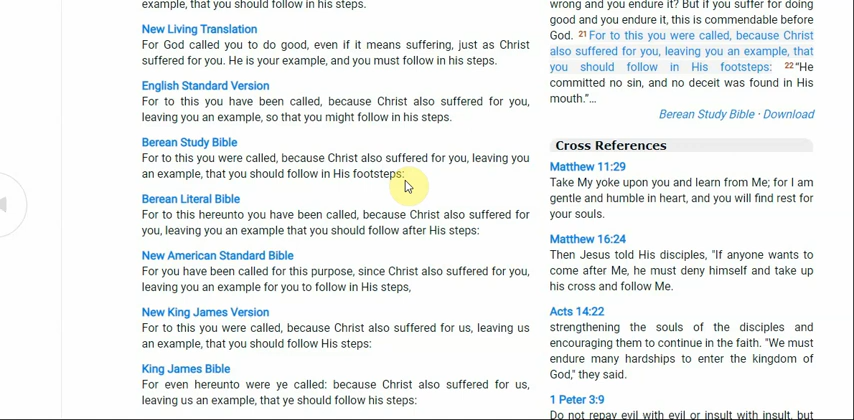 example, that you should follow in his steps.
New Living Translation
For God called you to do good, even if it means suffering, just as Christ
suffered for you. He is your example, and you must follow in his steps.
English Standard Version
For to this you have been called, because Christ also suffered for you,
leaving you an example, so that you might follow in his steps.
Berean Study Bible
For to this you were called, because Christ also suffered for you, leaving you
an example, that you should follow in His footsteps:
Berean Literal Bible
For to this hereunto you have been called, because Christ also suffered for
you, leaving you an example that you should follow after His steps:
New American Standard Bible
For you have been called for this purpose, since Christ also suffered for you,
leaving you an example for you to follow in His steps,
New King James Version
For to this you were called, because Christ also suffered for us, leaving us
an example, that you should follow His steps:
King James Bible
For even hereunto were ye called: because Christ also suffered for us,
leaving us an example, that ye should follow his steps:
wrong and you endure it? But if you suffer for doing
good and you endure it, this is commendable before
God. 21 For to this you were called, because Christ
also suffered for you, leaving you an example, that
you should follow in His footsteps: 22 “He
committed no sin, and no deceit was found in His
mouth.”…
Berean Study Bible · Download
Cross References
Matthew 11:29
Take My yoke upon you and learn from Me; for I am
gentle and humble in heart, and you will find rest for
your souls.
Matthew 16:24
Then Jesus told His disciples, "If anyone wants to
come after Me, he must deny himself and take up
his cross and follow Me.
Acts 14:22
strengthening the souls of the disciples and
encouraging them to continue in the faith. "We must
endure many hardships to enter the kingdom of
God," they said.
1 Peter 3:9
Do not repay evil with evil or insult with insult, but